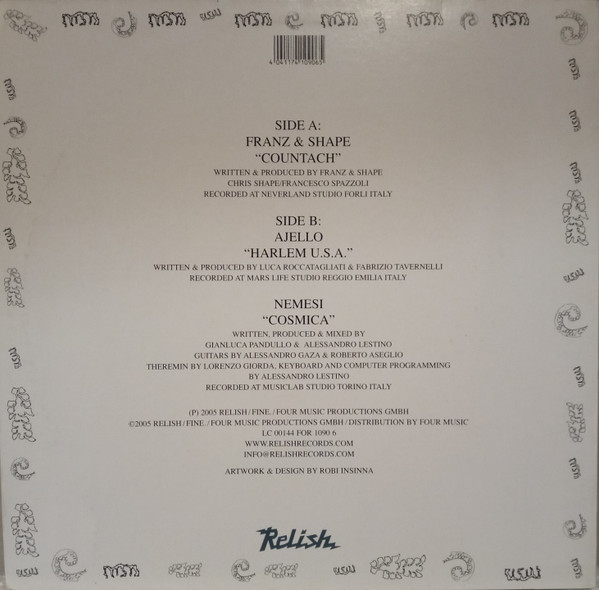 4 041174 109065
SIDE A:
FRANZ & SHAPE
“COUNTACH”
WRITTEN & PRODUCED BY FRANZ & SHAPE
CHRIS SHAPE/FRANCESCO SPAZZOLI
RECORDED AT NEVERLAND STUDIO FORLI ITALY
SIDE B:
AJELLO
“HARLEM U.S.A.”
WRITTEN & PRODUCED BY LUCA ROCCATAGLIATI & FABRIZIO TAVERNELLI
RECORDED AT MARS LIFE STUDIO REGGIO EMILIA ITALY
NEMESI
“COSMICA”
WRITTEN, PRODUCED & MIXED BY
GIANLUCA PANDULLO & ALESSANDRO LESTINO
GUITARS BY ALESSANDRO GAZA & ROBERTO ASEGLIO
THEREMIN BY LORENZO GIORDA, KEYBOARD AND COMPUTER PROGRAMMING
BY ALESSANDRO LESTINO
RECORDED AT MUSICLAB STUDIO TORINO ITALY
(P) 2005 RELISH / FINE. / FOUR MUSIC PRODUCTIONS GMBH
©2005 RELISH / FINE. / FOUR MUSIC PRODUCTIONS GMBH / DISTRIBUTION BY FOUR MUSIC
LC 00144 FOR 1090 6
WWW.RELISHRECORDS.COM
INFO@RELISHRECORDS.COM
ARTWORK & DESIGN BY ROBI INSINNA
Relish